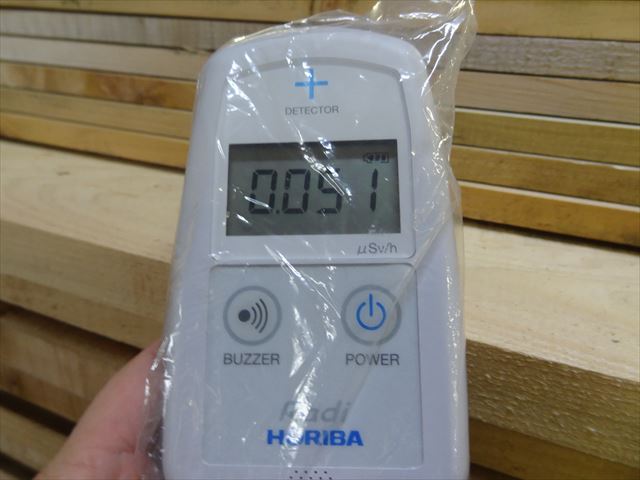 DETECTOR
0.051
μSv/h
BUZZER POWER
Radi
HORIBA